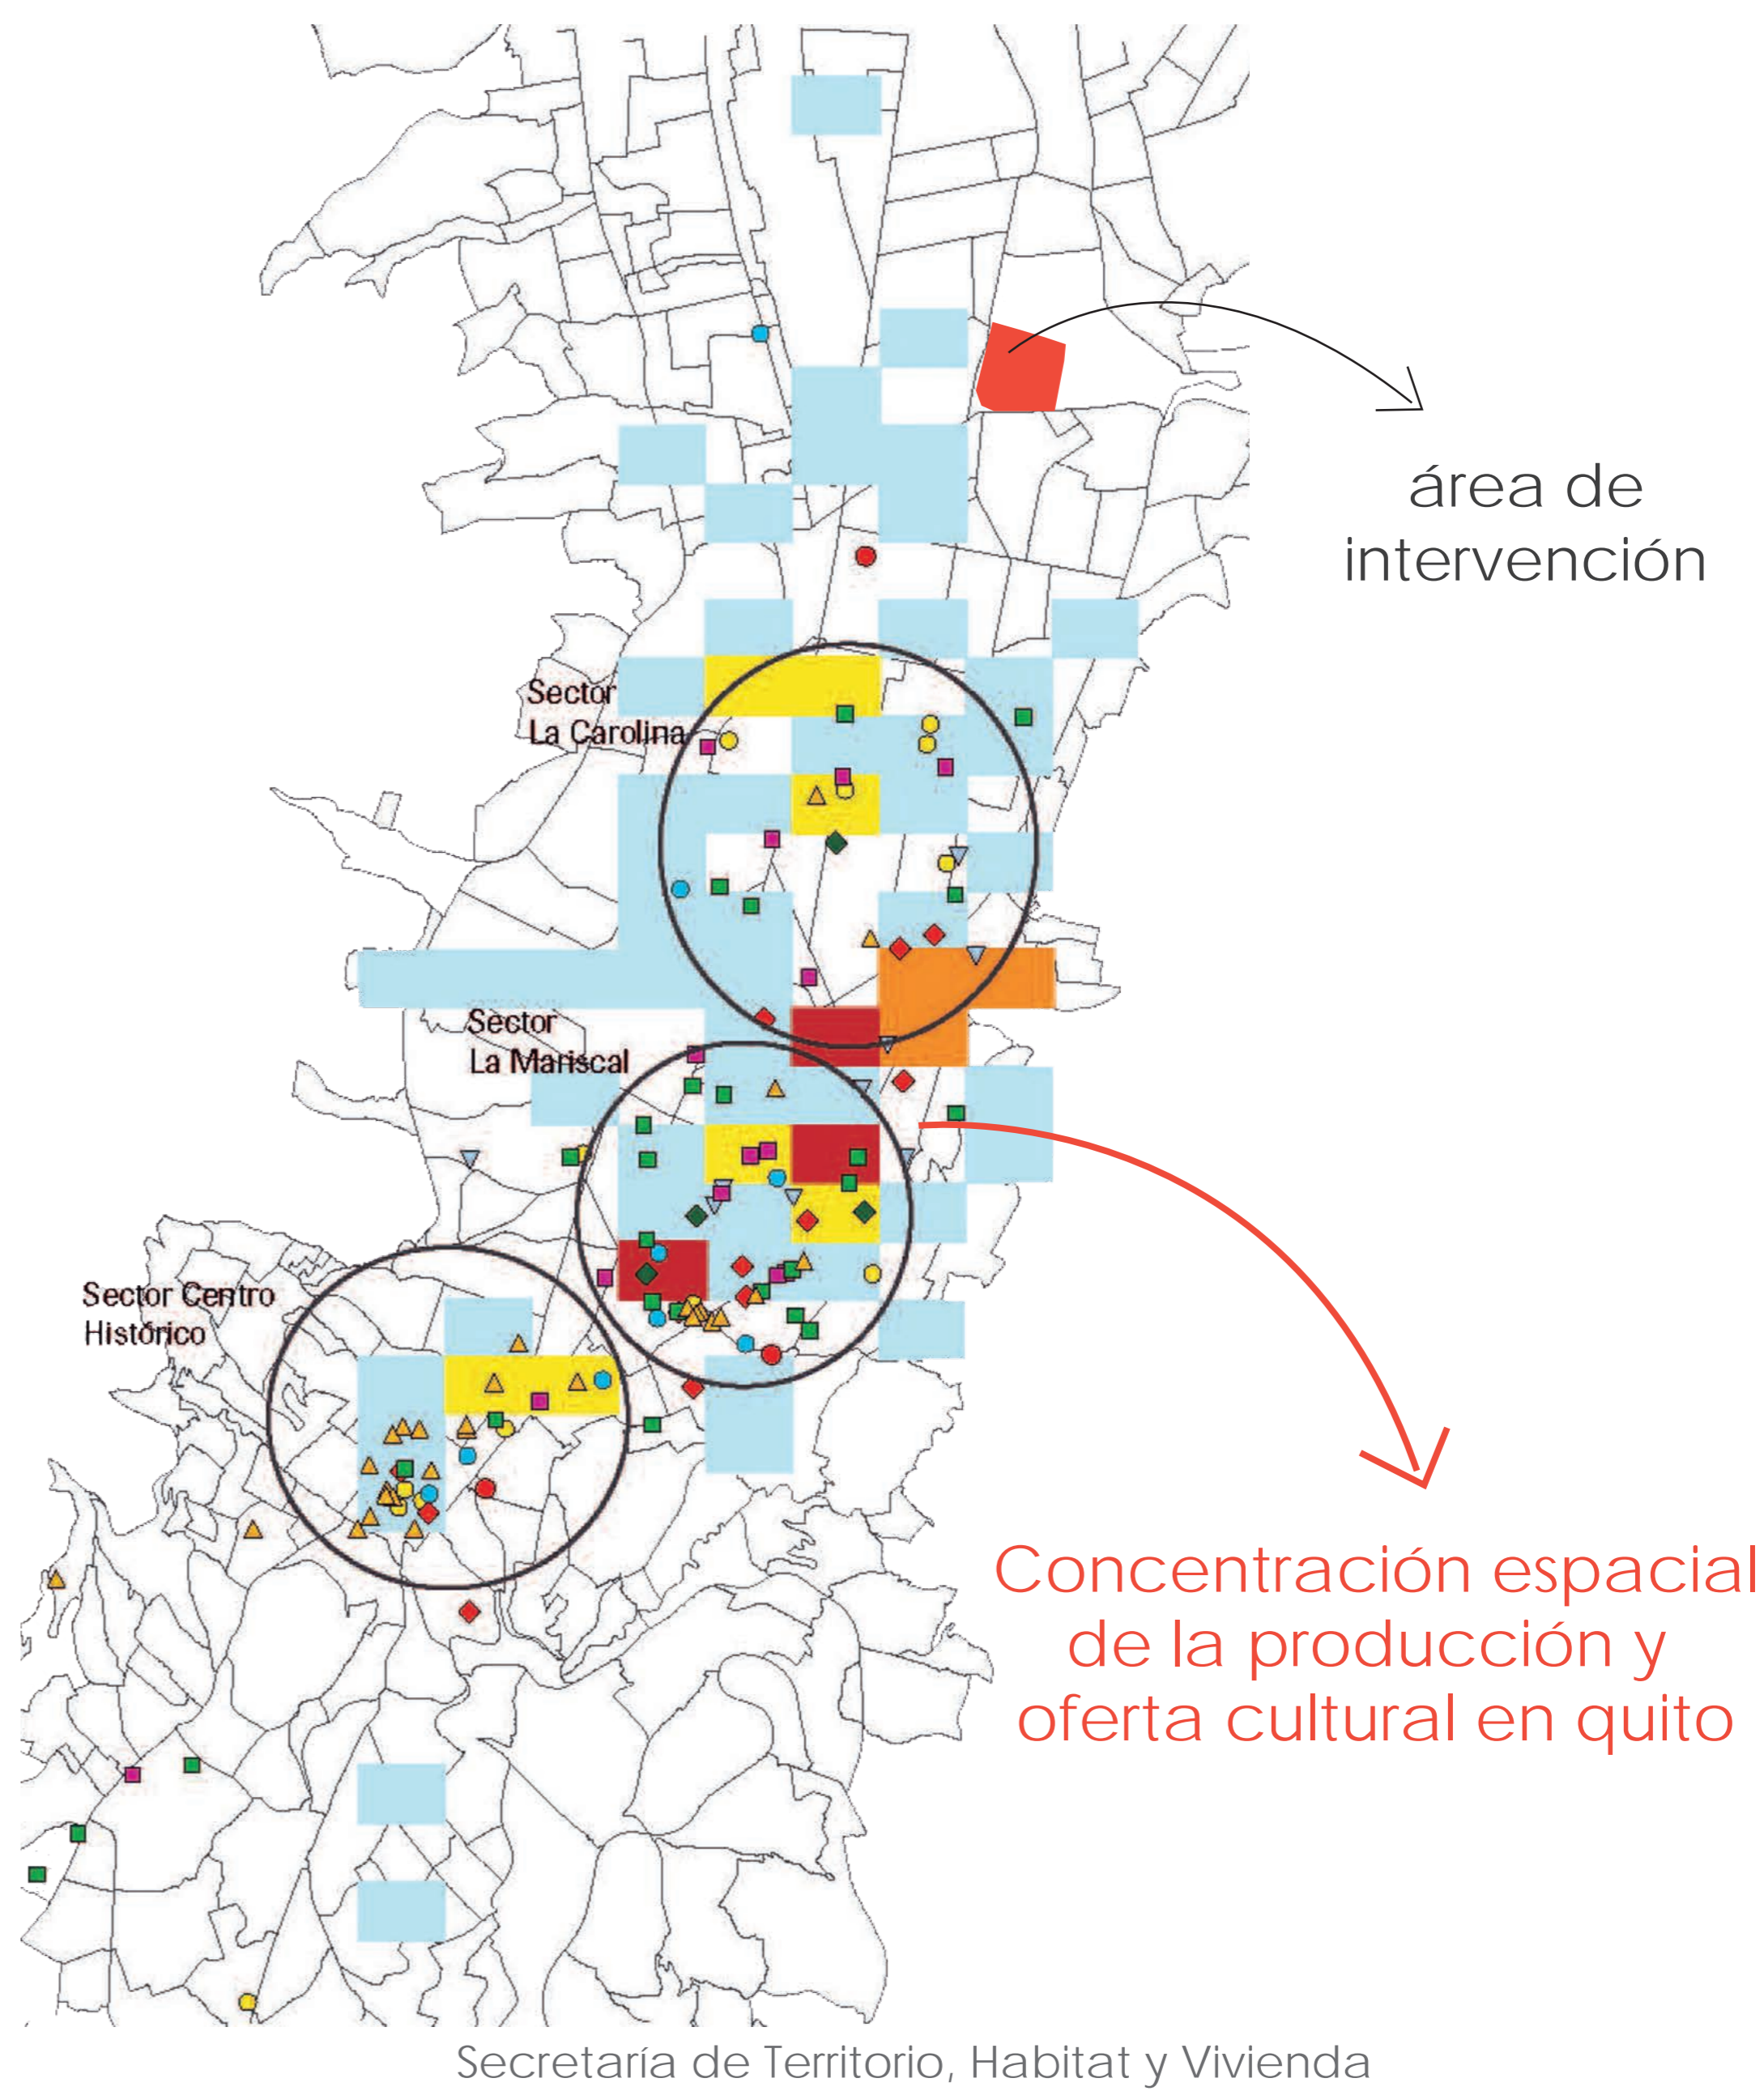 área de
intervención
Sector
La Carolina
Sector
La Mariscal
Sector Centro
Histórico
Concentración espacial
de la producción y
oferta cultural en quito
Secretaría de Territorio, Habitat y Vivienda